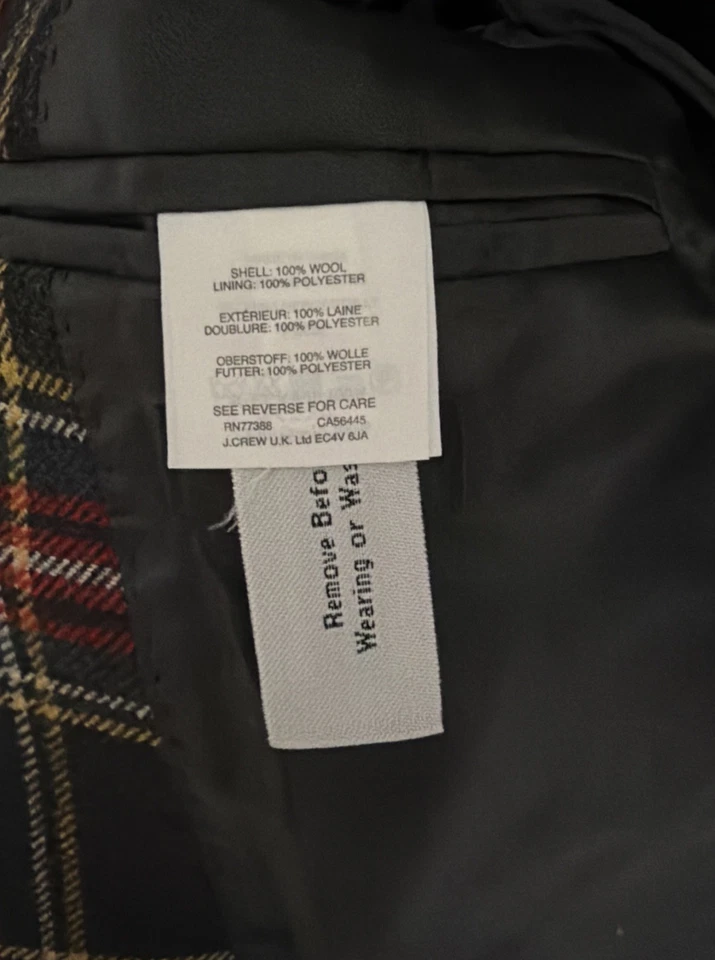 SHELL: 100% WOOL
LINING: 100% POLYESTER
EXTÉRIEUR: 100% LAINE
DOUBLURE: 100% POLYESTER
OBERSTOFF: 100% WOLLE
FUTTER: 100% POLYESTER
SEE REVERSE FOR CARE
RN77388 CA56445
J.CREW U.K. Ltd EC4V 6JA
Remove Befo
Wearing or Was